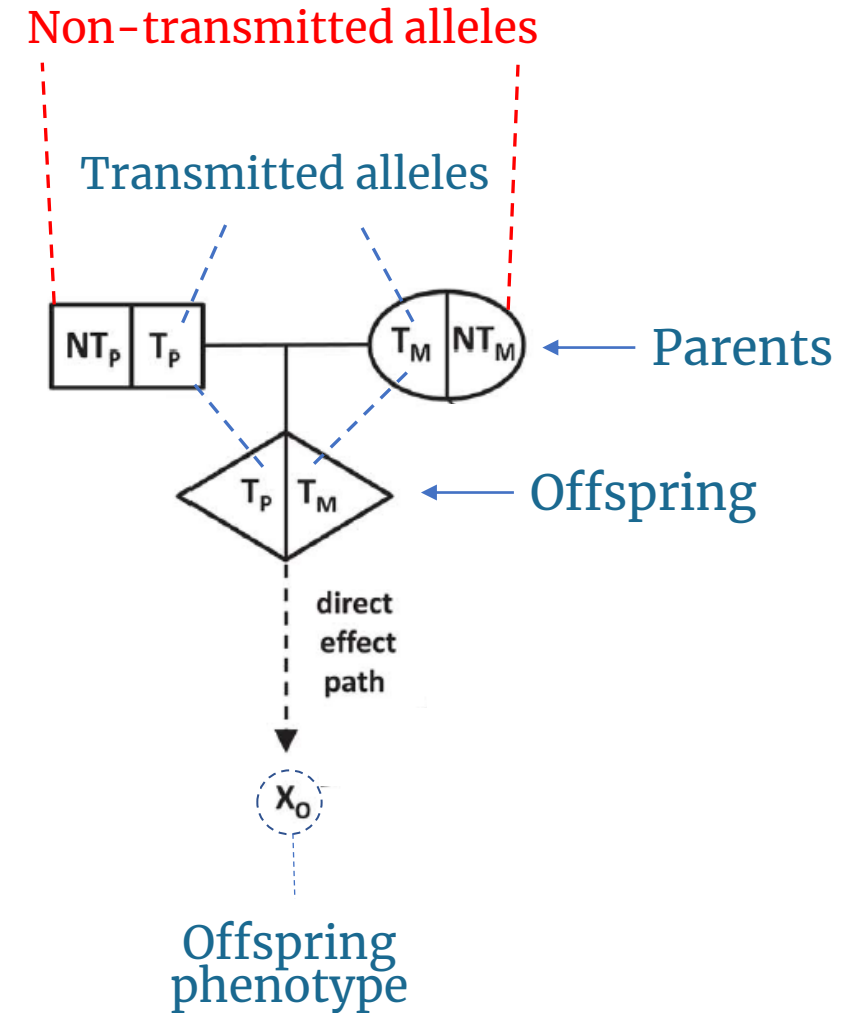 Non-transmitted alleles
Transmitted alleles
NTP TP TM NTM
Parents
TP TM
Offspring
direct
effect
path
XO
Offspring
phenotype